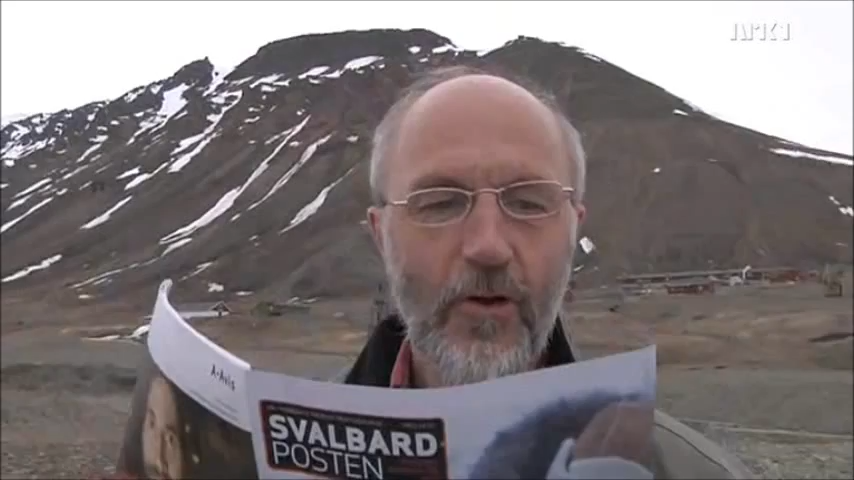 NRK1
A-Avis
SVALBARD
POSTEN